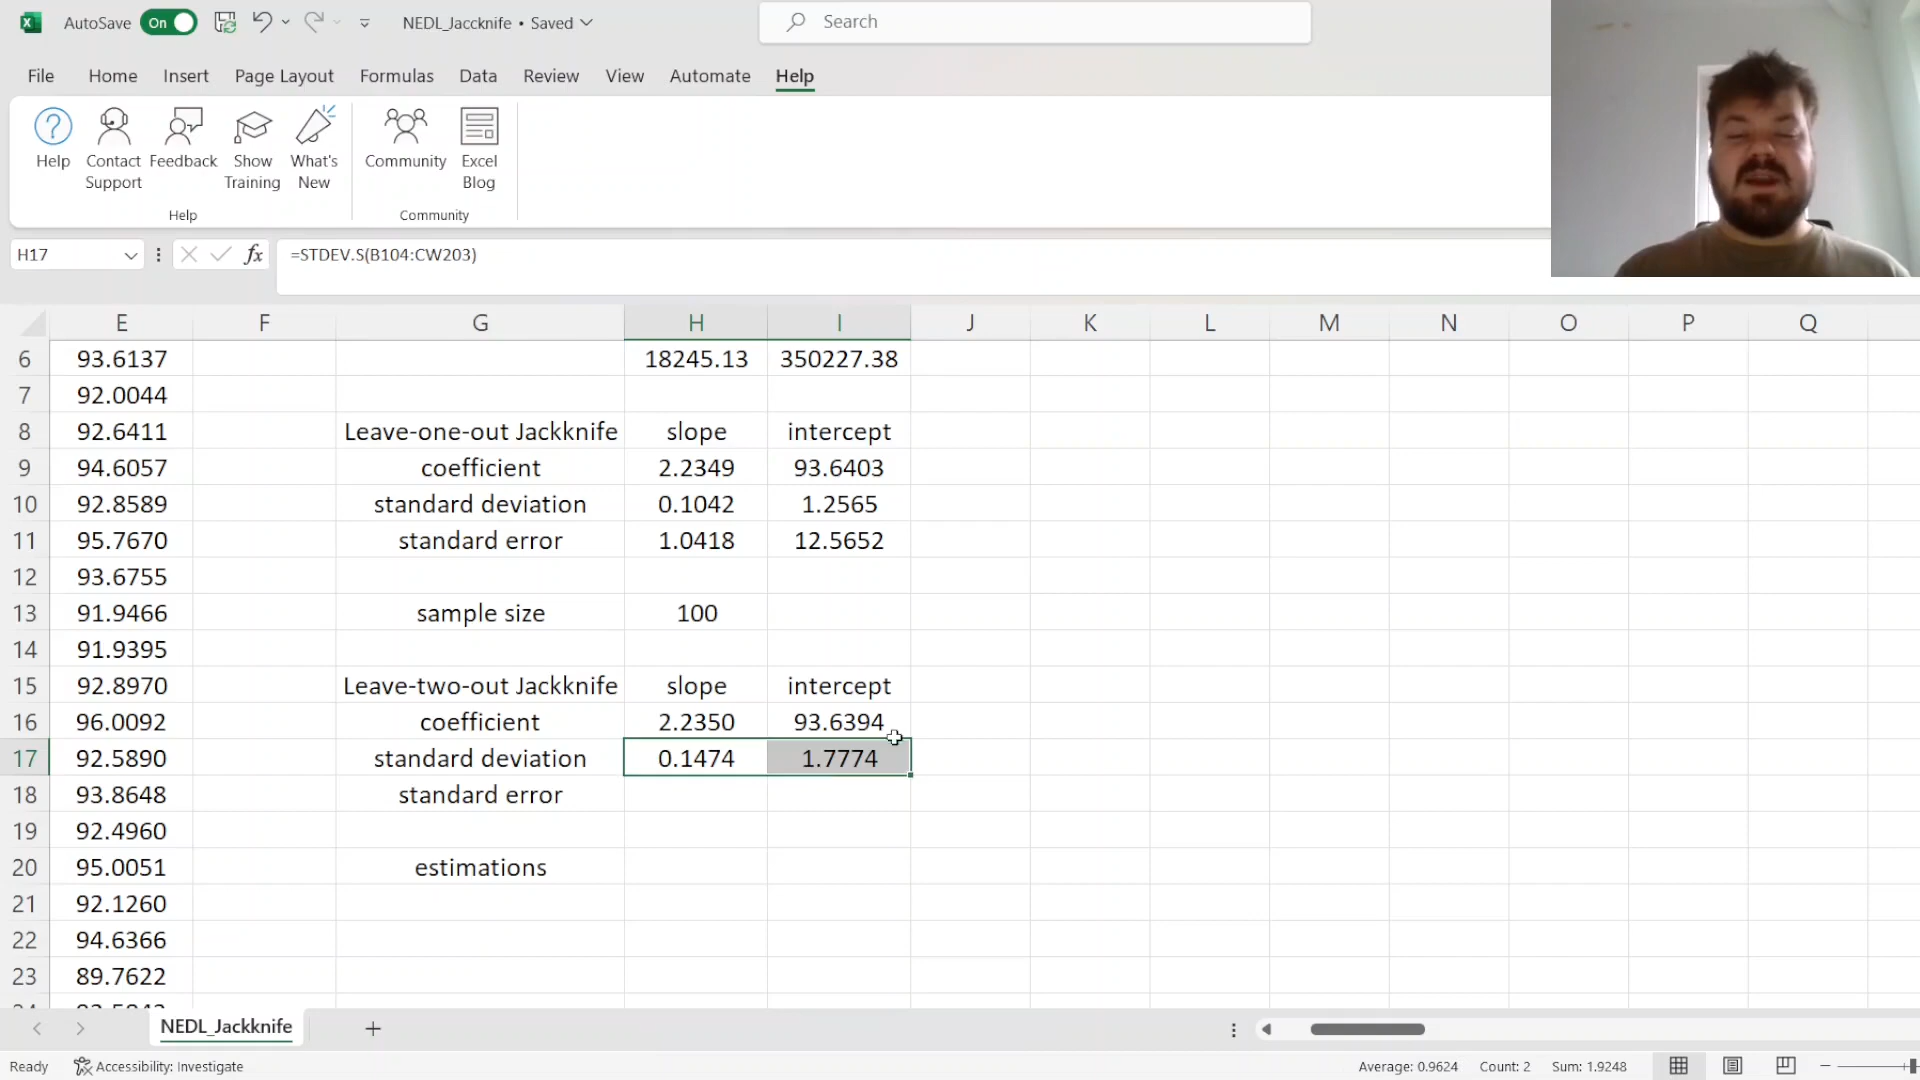 AutoSave On NEDL_Jaccknife • Saved Search
File Home Insert Page Layout Formulas Data Review View Automate Help
Help Contact Support Feedback Show Training What's New Community Excel Blog
Help Community
H17 fx =STDEV.S(B104:CW203)
E F G H I J K L M N O P Q
6 93.6137 18245.13 350227.38
7 92.0044
8 92.6411 Leave-one-out Jackknife slope intercept
9 94.6057 coefficient 2.2349 93.6403
10 92.8589 standard deviation 0.1042 1.2565
11 95.7670 standard error 1.0418 12.5652
12 93.6755
13 91.9466 sample size 100
14 91.9395
15 92.8970 Leave-two-out Jackknife slope intercept
16 96.0092 coefficient 2.2350 93.6394
17 92.5890 standard deviation 0.1474 1.7774
18 93.8648 standard error
19 92.4960
20 95.0051 estimations
21 92.1260
22 94.6366
23 89.7622
NEDL_Jackknife
Ready Accessibility: Investigate Average: 0.9624 Count: 2 Sum: 1.9248